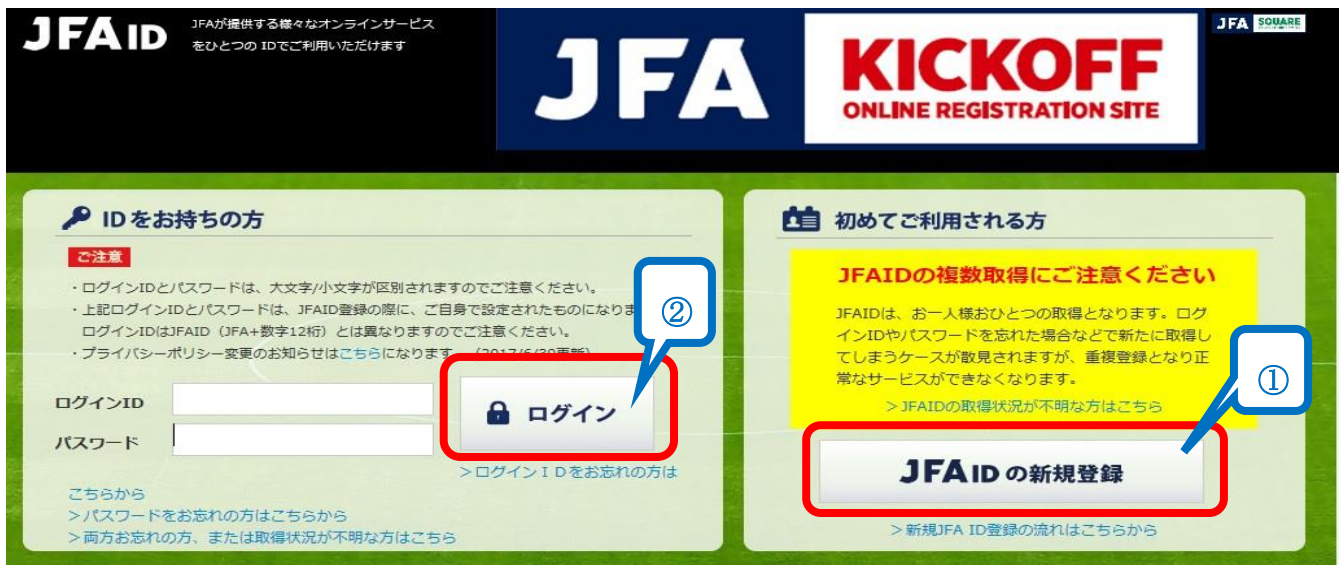 JFA ID
JFAが提供する様々なオンラインサービス
をひとつの IDでご利用いただけます
JFA
KICKOFF
ONLINE REGISTRATION SITE
JFA SQUARE
IDをお持ちの方
ご注意
・ログインIDとパスワードは、大文字/小文字が区別されますのでご注意ください。
・上記ログインIDとパスワードは、JFAID登録の際に、ご自身で設定されたものになりま
ログインIDはJFAID（JFA+数字12桁）とは異なりますのでご注意ください。
・プライバシーポリシー変更のお知らせはこちらになります。（2017/6/30更新）
②
ログインID
パスワード
ログイン
＞ログインＩＤをお忘れの方は
こちらから
＞パスワードをお忘れの方はこちらから
＞両方お忘れの方、または取得状況が不明な方はこちら
初めてご利用される方
JFAIDの複数取得にご注意ください
JFAIDは、お一人様おひとつの取得となります。ログ
インIDやパスワードを忘れた場合などで新たに取得し
てしまうケースが散見されますが、重複登録となり正
常なサービスができなくなります。
＞JFAIDの取得状況が不明な方はこちら
①
JFA ID の新規登録
＞新規JFA ID登録の流れはこちらから